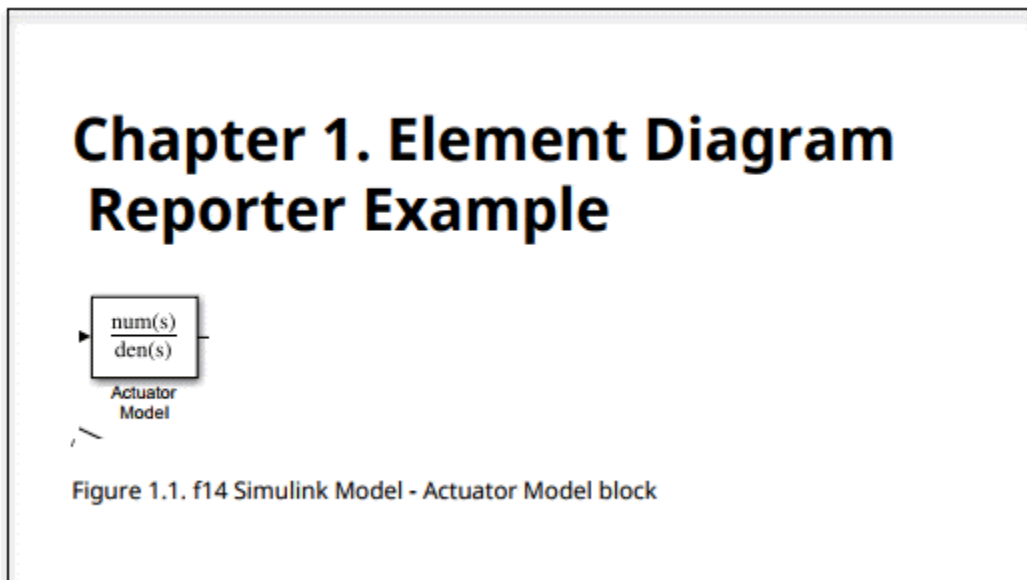 Chapter 1. Element Diagram
Reporter Example
num(s)
den(s)
Actuator
Model
Figure 1.1. f14 Simulink Model - Actuator Model block